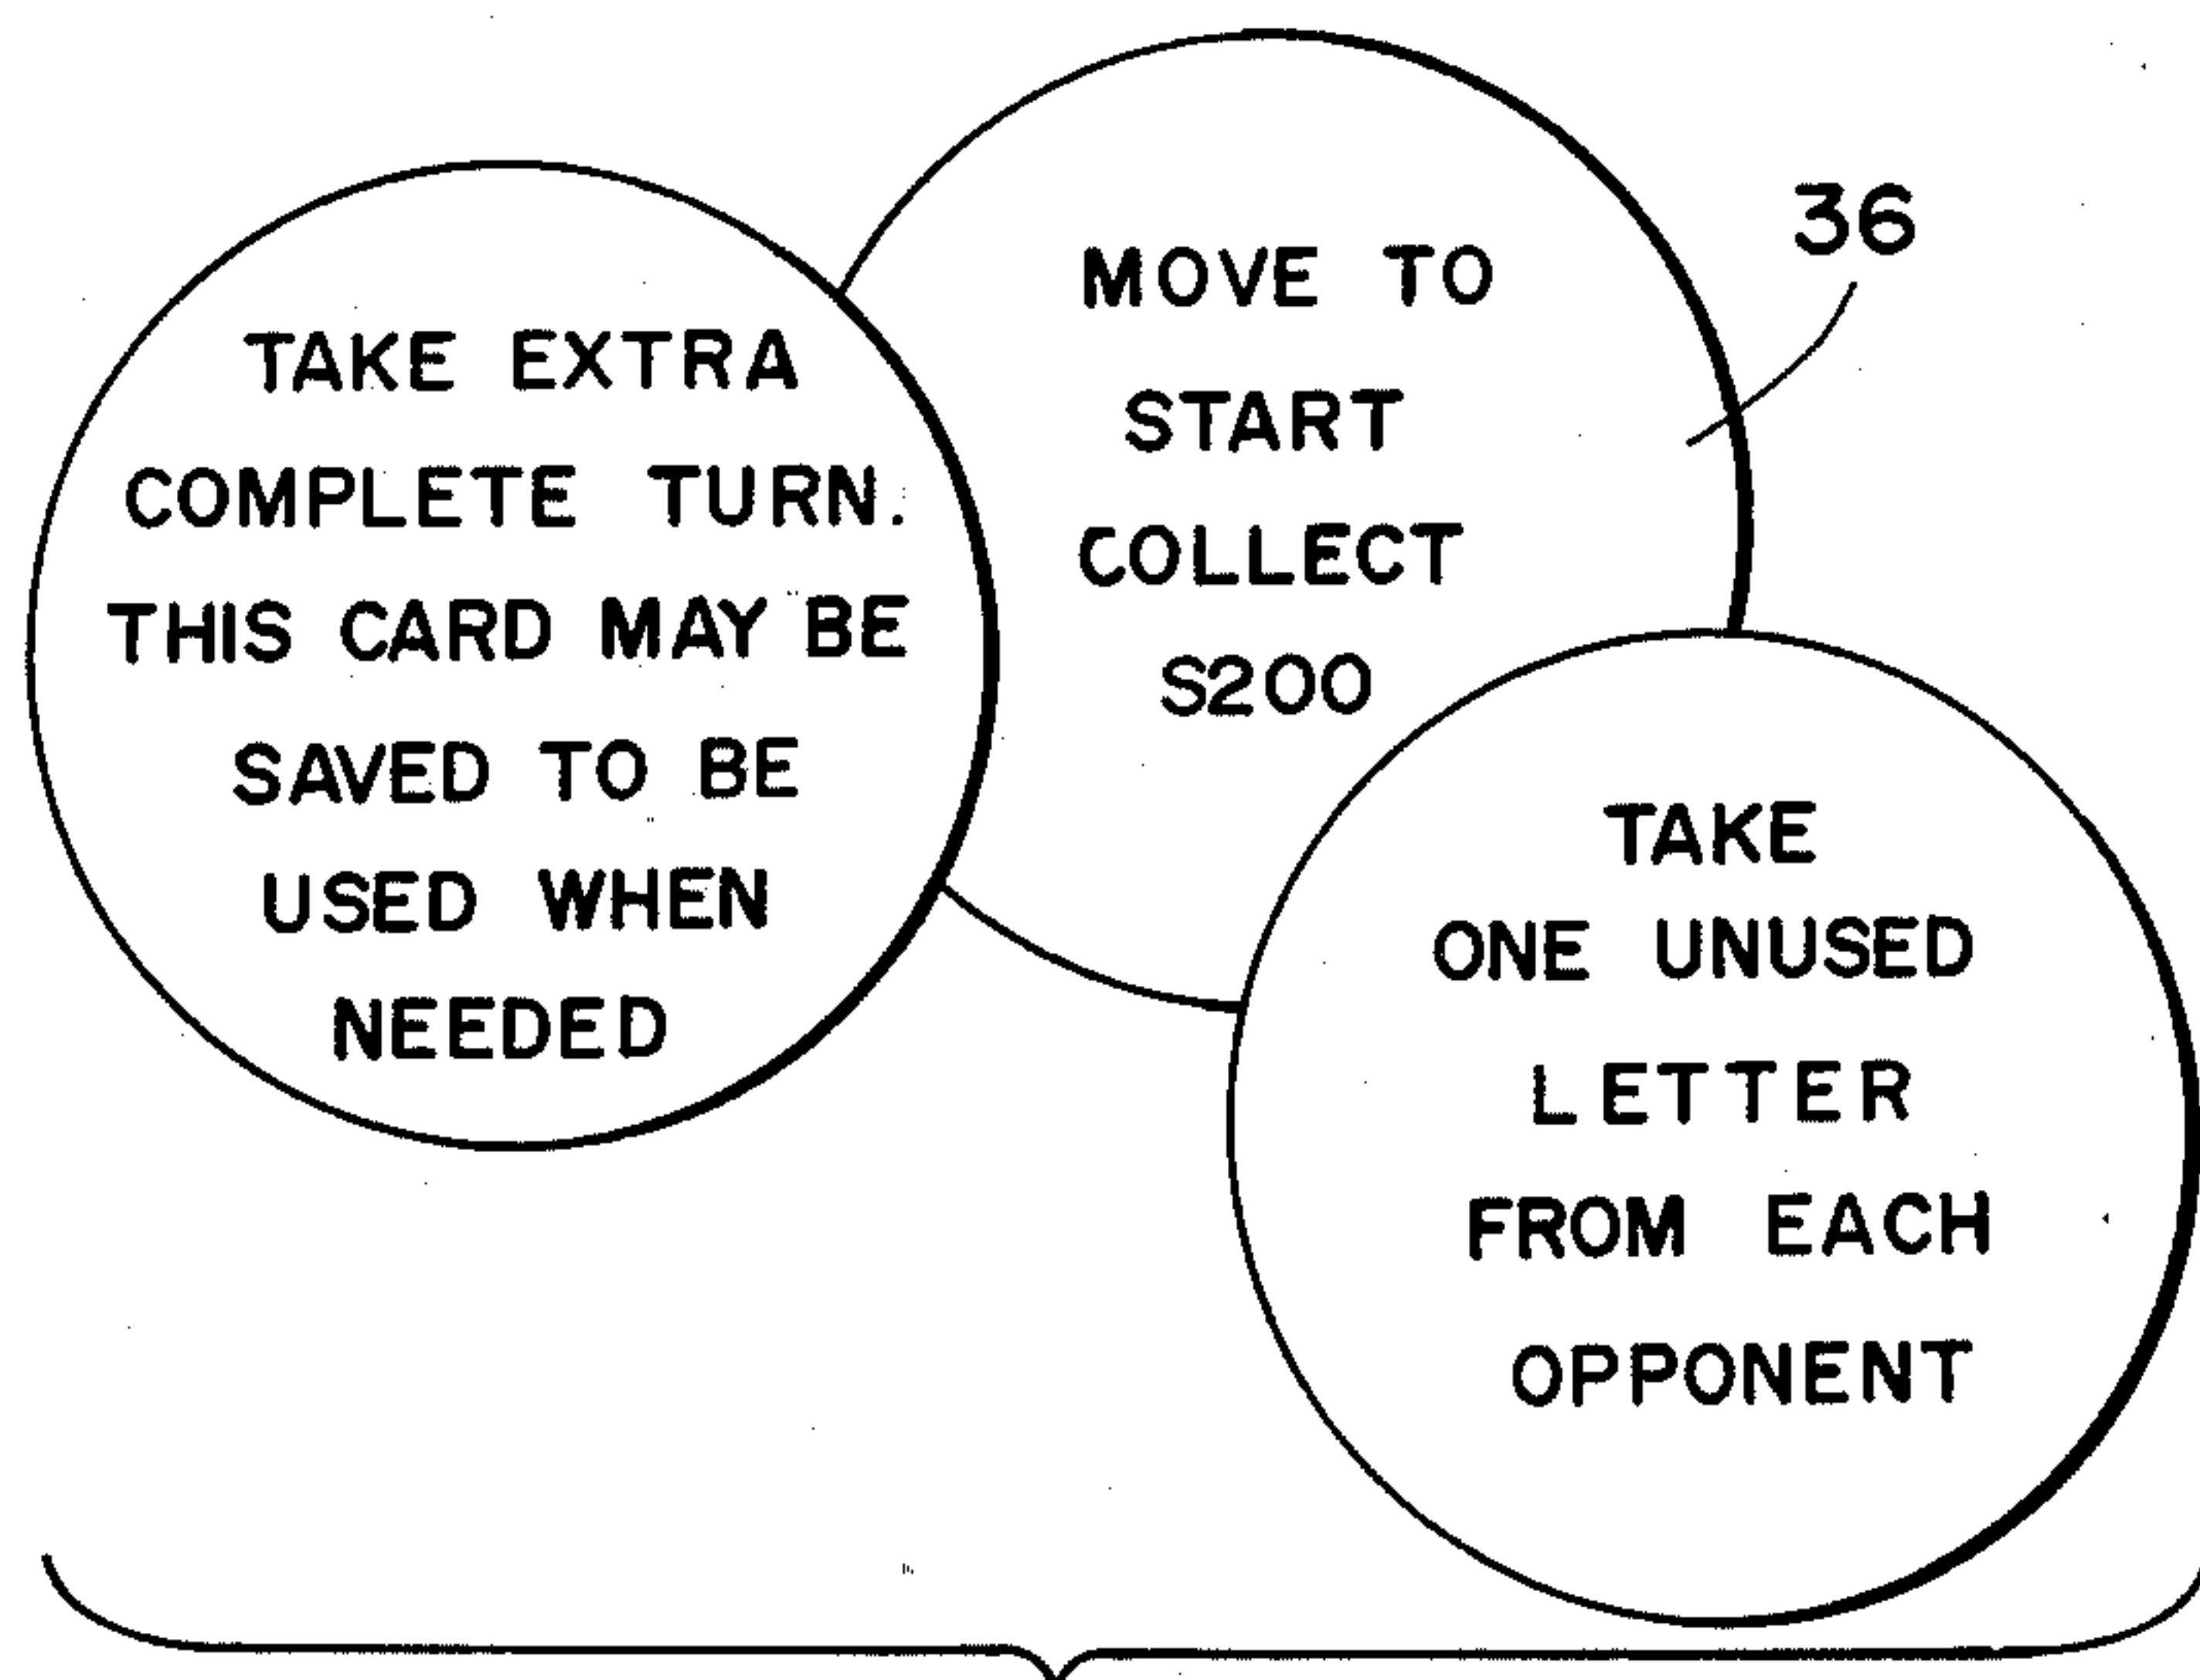 TAKE EXTRA
COMPLETE TURN.
THIS CARD MAY BE
SAVED TO BE
USED WHEN
NEEDED
MOVE TO
START
COLLECT
S200
36
TAKE
ONE UNUSED
LETTER
FROM EACH
OPPONENT